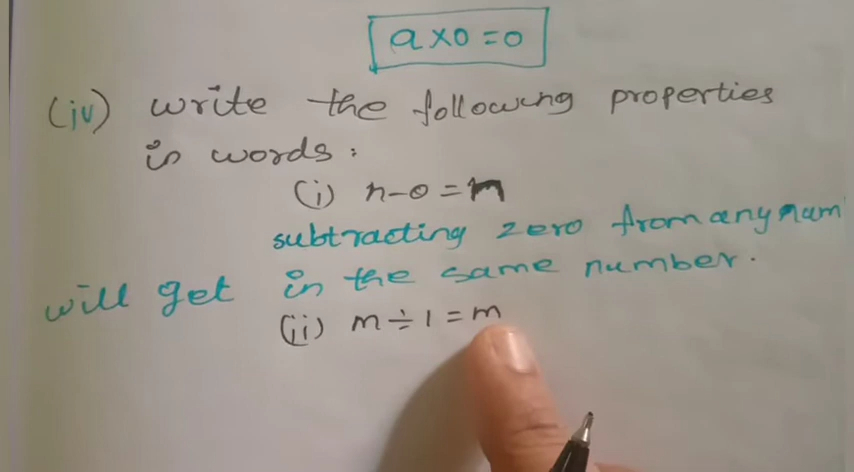 a×0=0
(iv) write the following properties
in words:
(i) n-0=n
subtracting zero from any num
will get in the same number.
(ii) m÷1=m